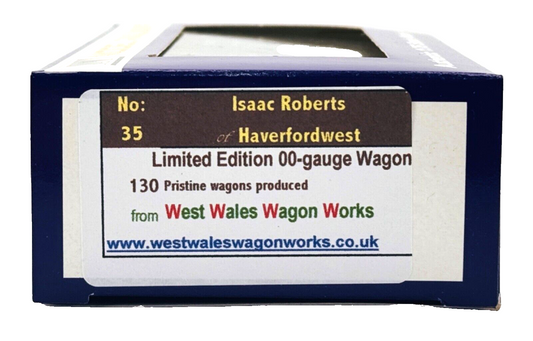 No: Isaac Roberts
35 of Haverfordwest
Limited Edition 00-gauge Wagon
130 Pristine wagons produced
from West Wales Wagon Works
www.westwaleswagonworks.co.uk